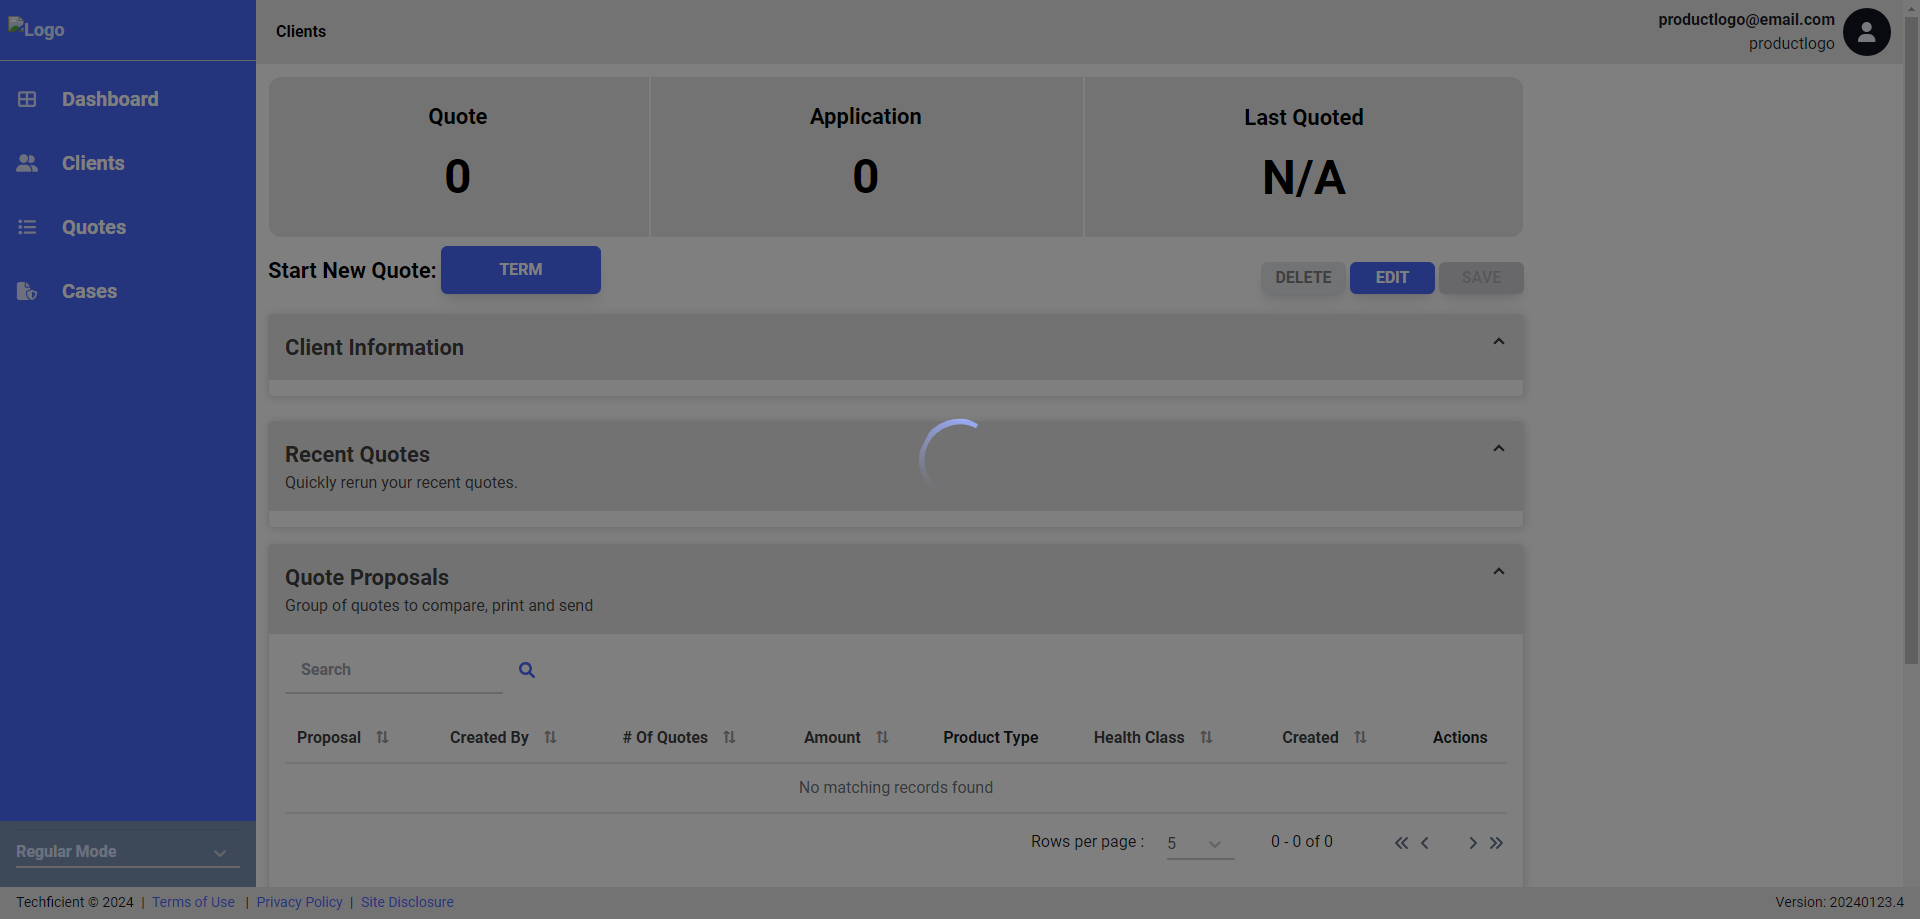 Logo
Clients
productlogo@email.com
productlogo
Dashboard
Clients
Quotes
Cases
Quote
0
Application
0
Last Quoted
N/A
Start New Quote:
TERM
DELETE
EDIT
SAVE
Client Information
Recent Quotes
Quickly rerun your recent quotes.
Quote Proposals
Group of quotes to compare, print and send
Search
Proposal Created By # Of Quotes Amount Product Type Health Class Created Actions
No matching records found
Rows per page : 5 0 - 0 of 0
Regular Mode
Techficient © 2024 | Terms of Use | Privacy Policy | Site Disclosure
Version: 20240123.4